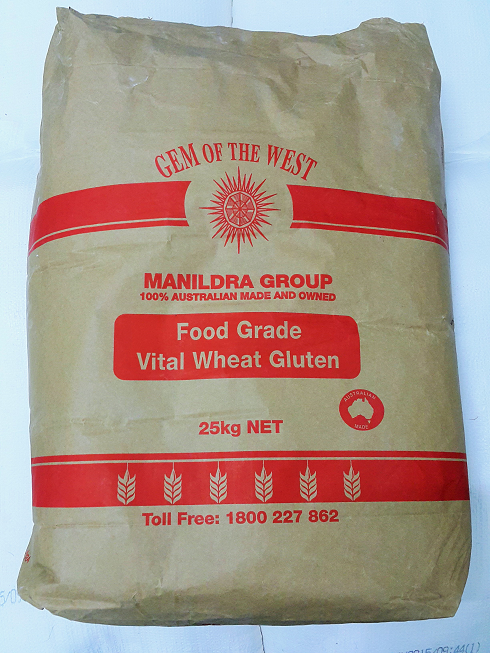 GEM OF THE WEST
MANILDRA GROUP
100% AUSTRALIAN MADE AND OWNED
Food Grade
Vital Wheat Gluten
AUSTRALIAN
MADE
25kg NET
Toll Free: 1800 227 862